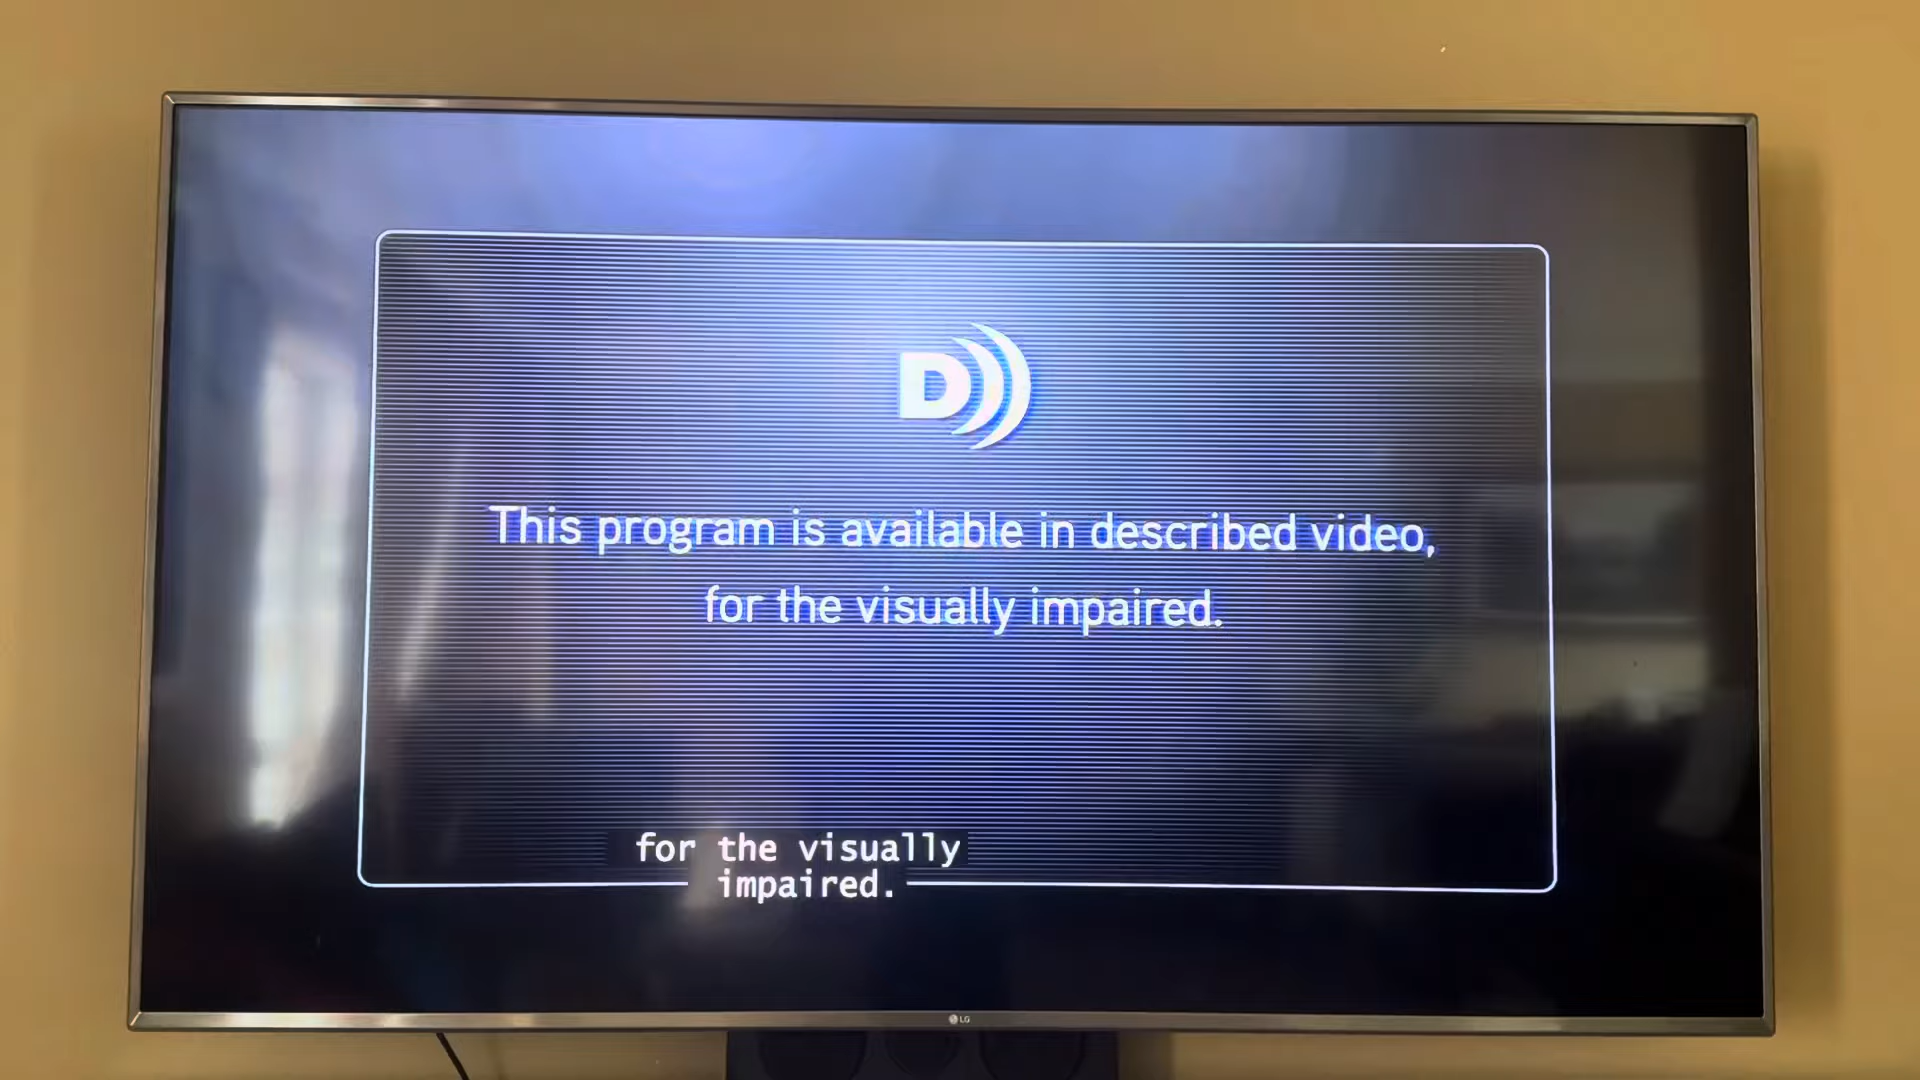 D
This program is available in described video,
for the visually impaired.
for the visually
impaired.
LG